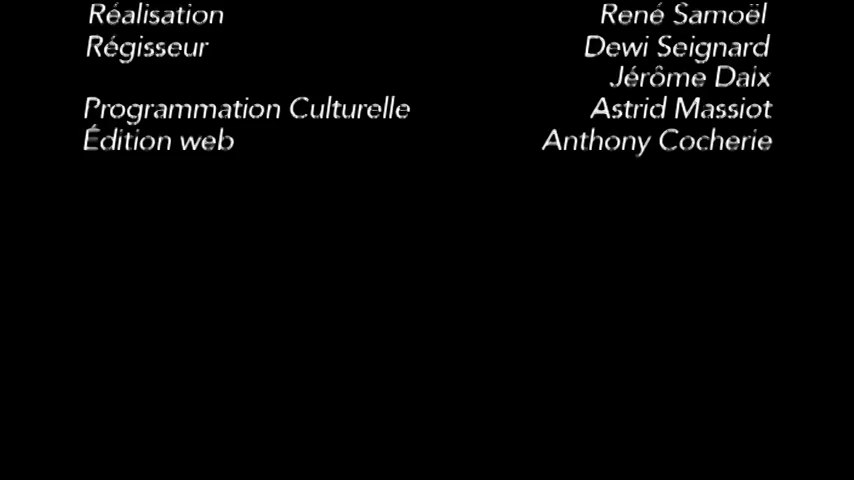 Réalisation René Samoël
Régisseur Dewi Seignard
Jérôme Daix
Programmation Culturelle Astrid Massiot
Édition web Anthony Cocherie